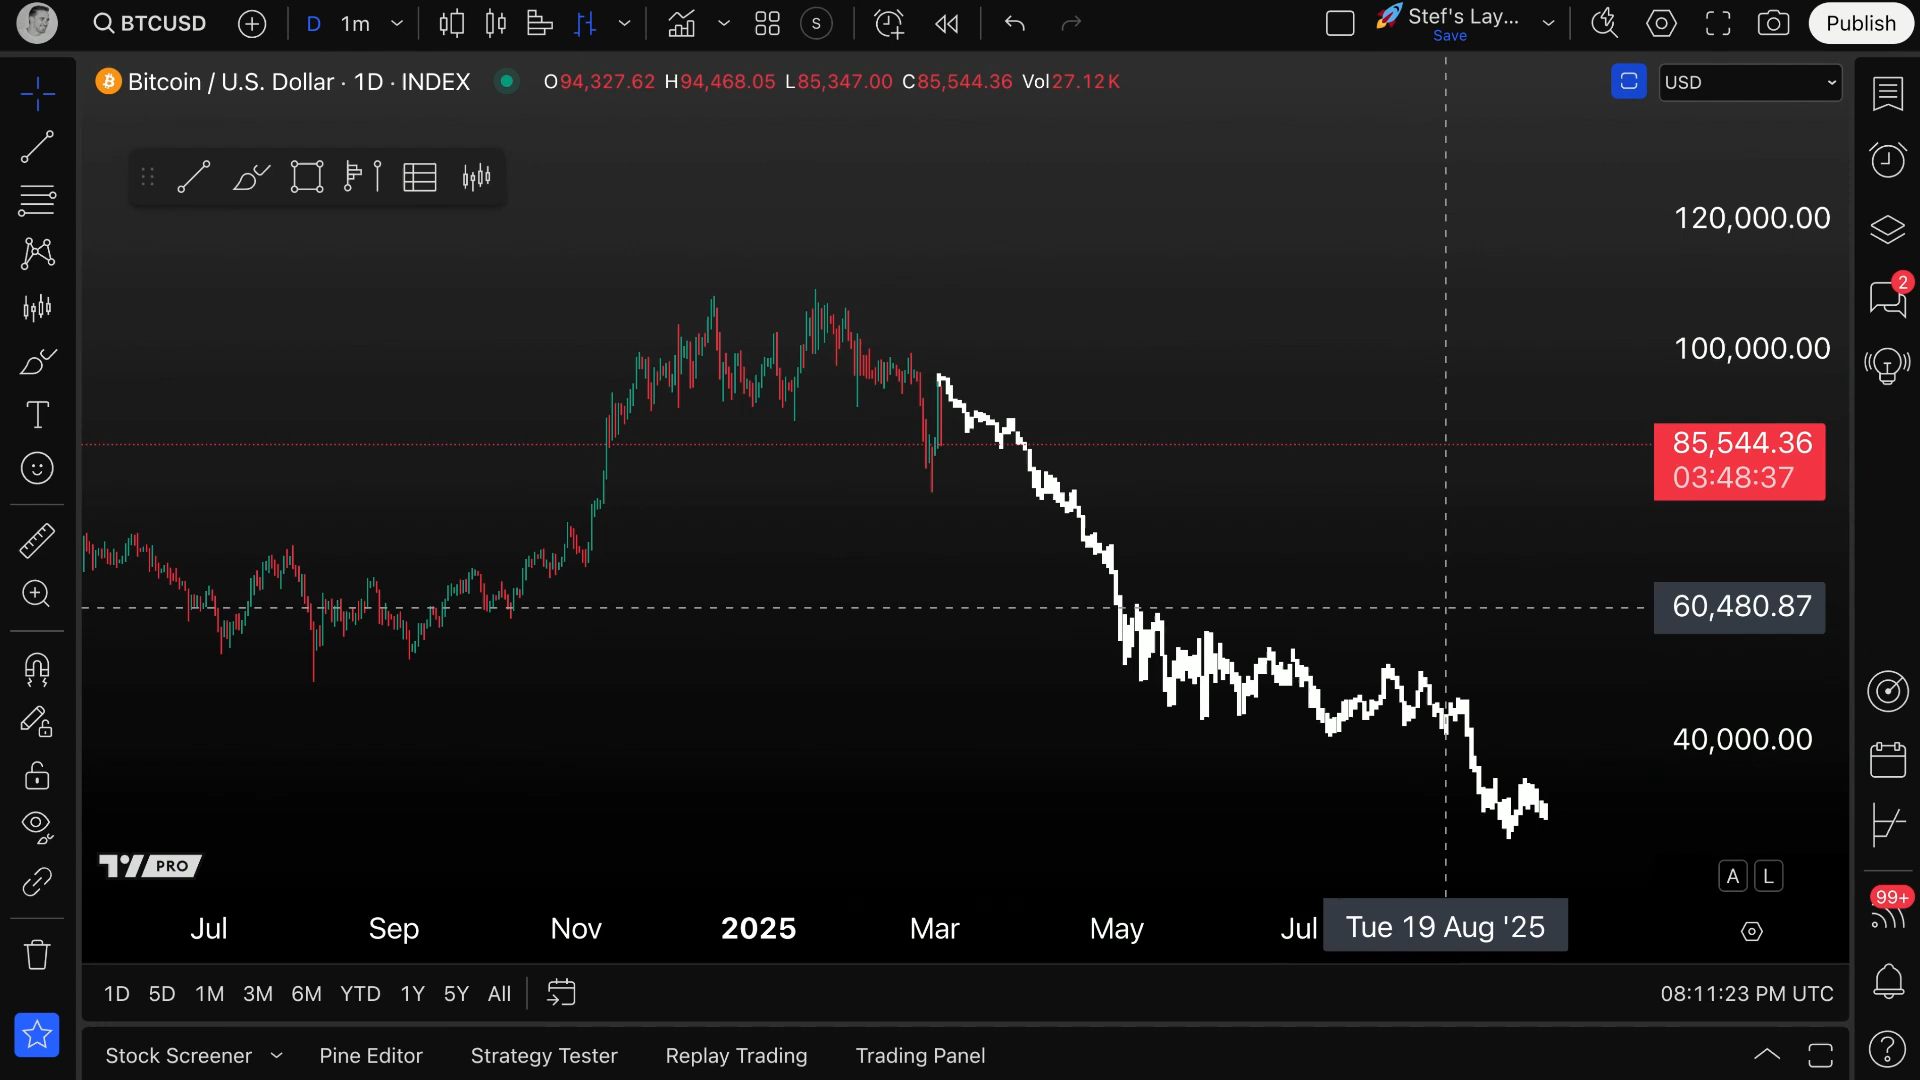 BTCUSD D 1m S Stef's Lay... Publish
Save
Bitcoin / U.S. Dollar · 1D · INDEX O94,327.62 H94,468.05 L85,347.00 C85,544.36 Vol27.12K USD
120,000.00
2
100,000.00
85,544.36
03:48:37
60,480.87
40,000.00
PRO
A L
99+
Jul Sep Nov 2025 Mar May Jul Tue 19 Aug '25
1D 5D 1M 3M 6M YTD 1Y 5Y All 08:11:23 PM UTC
Stock Screener Pine Editor Strategy Tester Replay Trading Trading Panel